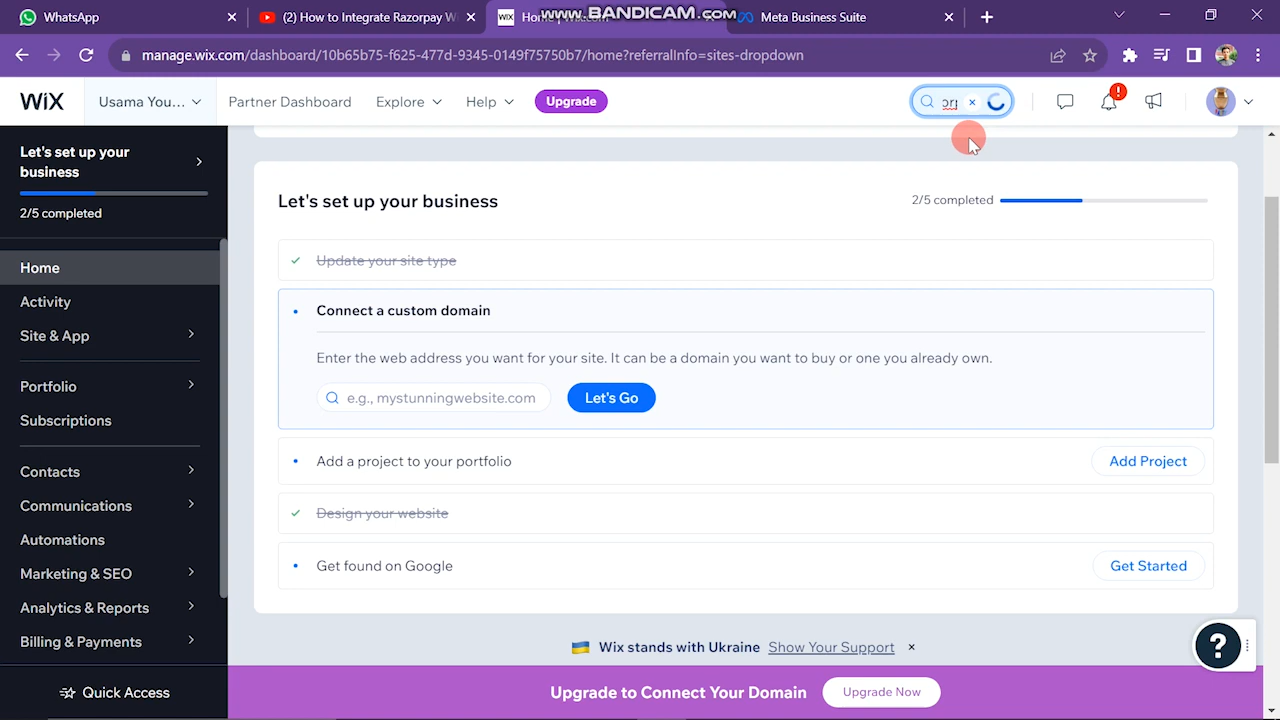 WhatsApp
(2) How to Integrate Razorpay W
WIX
www.BANDICAM.com
Meta Business Suite
manage.wix.com/dashboard/10b65b75-f625-477d-9345-0149f75750b7/home?referralInfo=sites-dropdown
WiX
Usama You...
Partner Dashboard
Explore
Help
Upgrade
!
Let's set up your
business
2/5 completed
Home
Activity
Site & App
Portfolio
Subscriptions
Contacts
Communications
Automations
Marketing & SEO
Analytics & Reports
Billing & Payments
Quick Access
Let's set up your business
2/5 completed
Update your site type
Connect a custom domain
Enter the web address you want for your site. It can be a domain you want to buy or one you already own.
e.g., mystunningwebsite.com
Let's Go
Add a project to your portfolio
Add Project
Design your website
Get found on Google
Get Started
Wix stands with Ukraine Show Your Support
?
Upgrade to Connect Your Domain
Upgrade Now